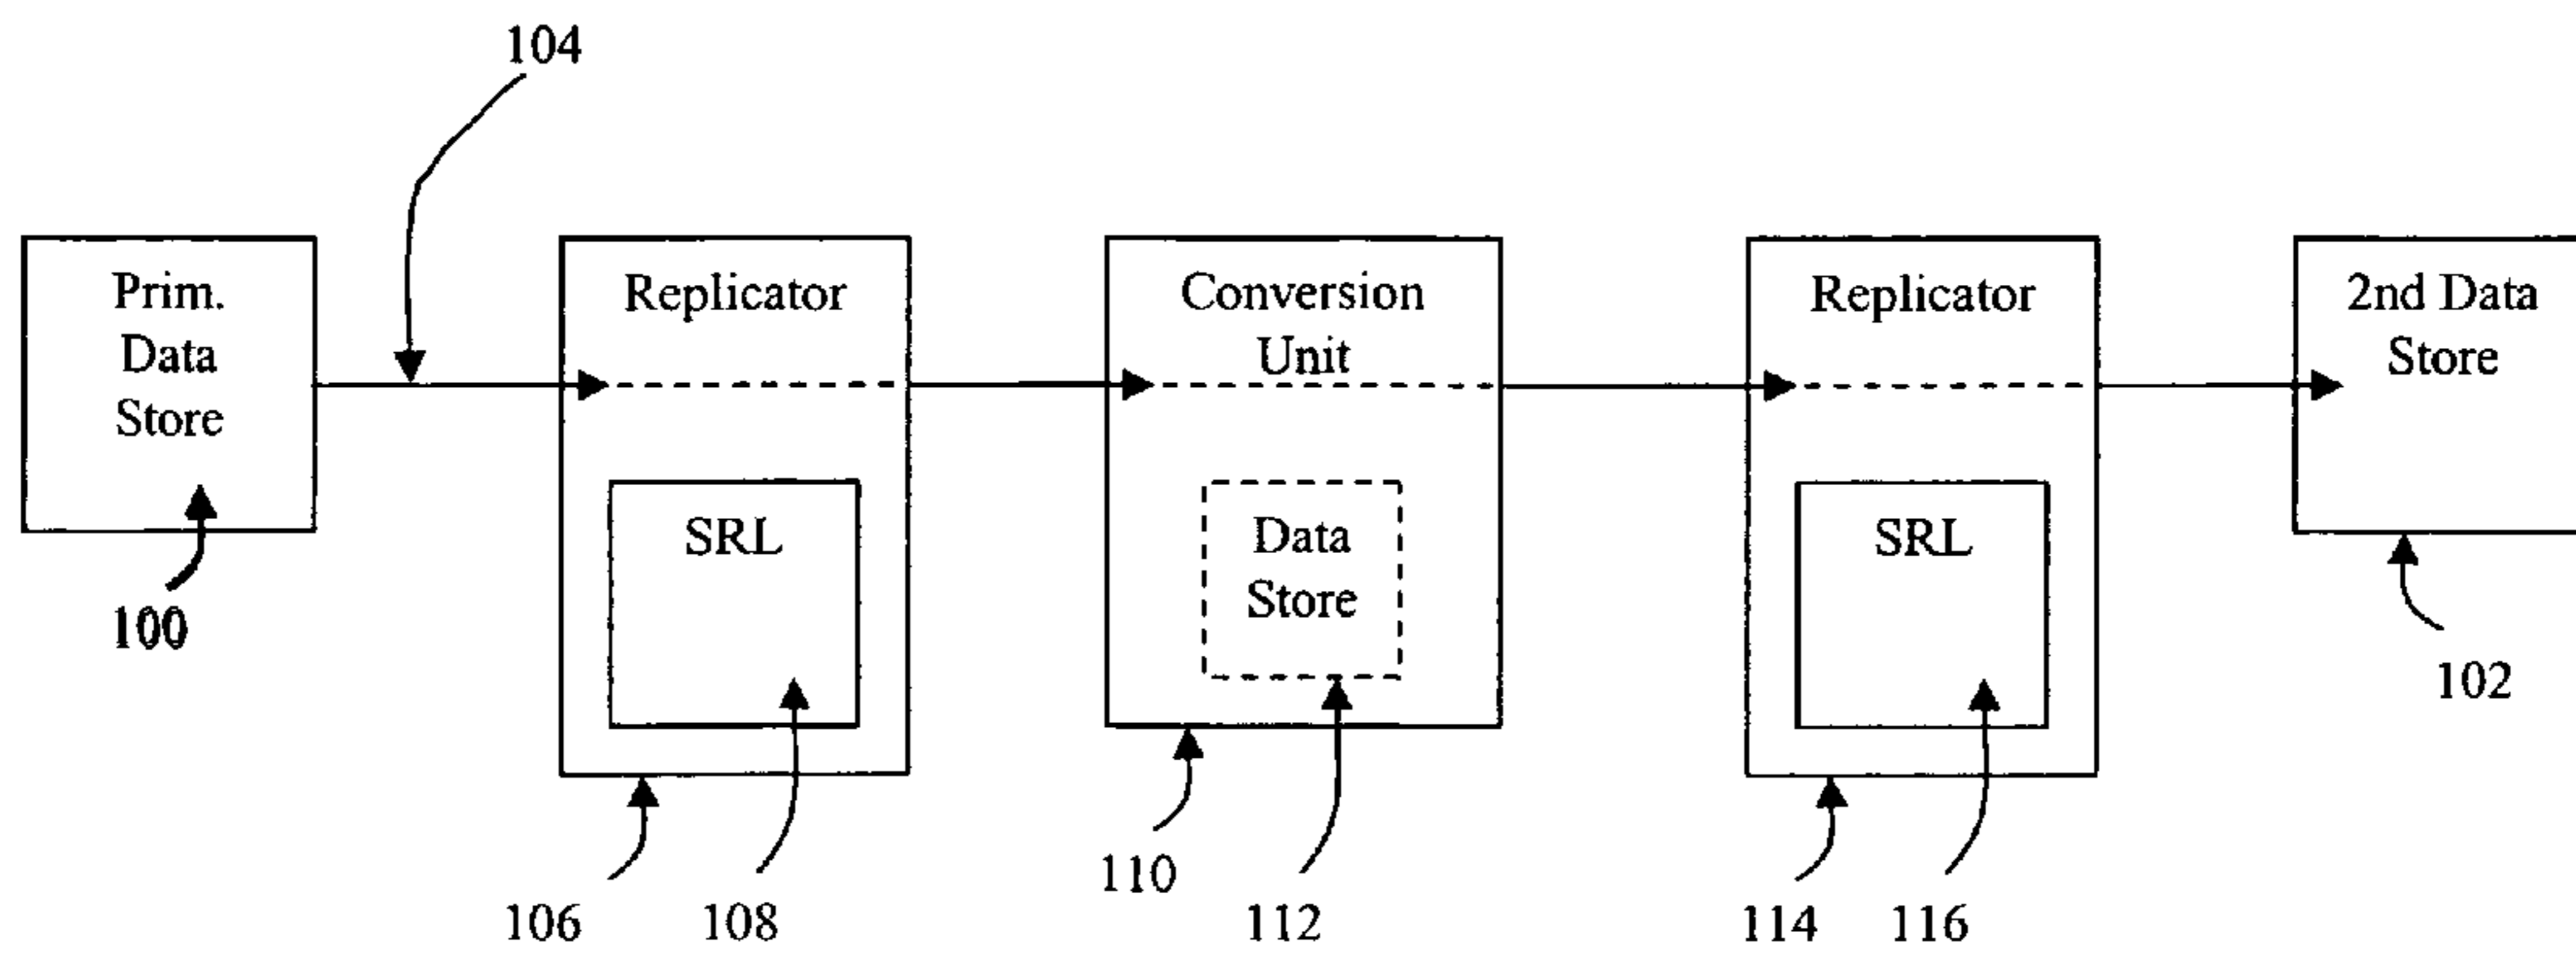 104
Prim.
Data
Store
Replicator
Conversion
Unit
Replicator
2nd Data
Store
SRL
Data
Store
SRL
100
102
106
108
110
112
114
116